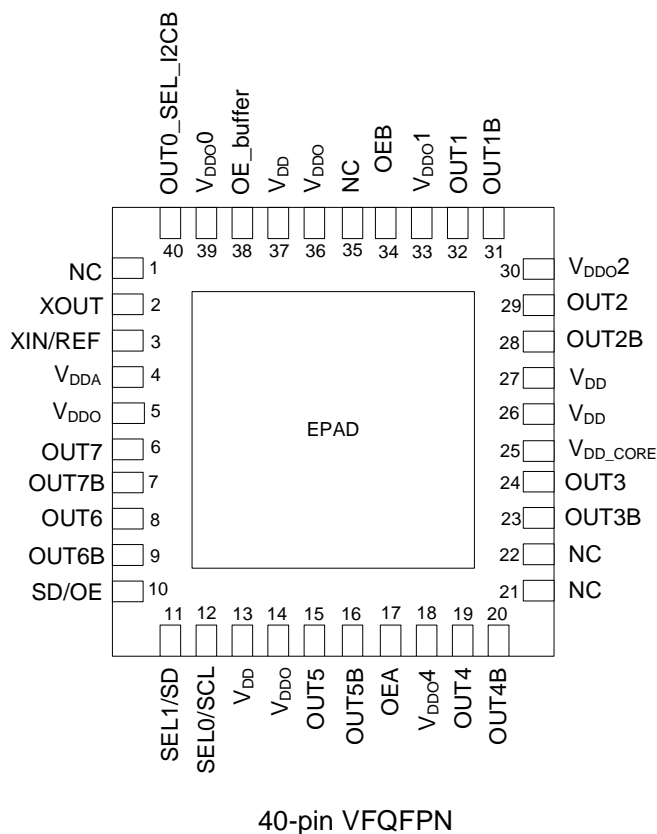 OUT0_SEL_I2CB
VDDO0
OE_buffer
VDD
VDDO
NC
OEB
VDDO1
OUT1
OUT1B
40 39 38 37 36 35 34 33 32 31
NC 1
XOUT 2
XIN/REF 3
VDDA 4
VDDO 5
OUT7 6
OUT7B 7
OUT6 8
OUT6B 9
SD/OE 10
EPAD
30 VDDO2
29 OUT2
28 OUT2B
27 VDD
26 VDD
25 VDD_CORE
24 OUT3
23 OUT3B
22 NC
21 NC
11 12 13 14 15 16 17 18 19 20
SEL1/SD
SEL0/SCL
VDD
VDDO
OUT5
OUT5B
OEA
VDDO4
OUT4
OUT4B
40-pin VFQFPN